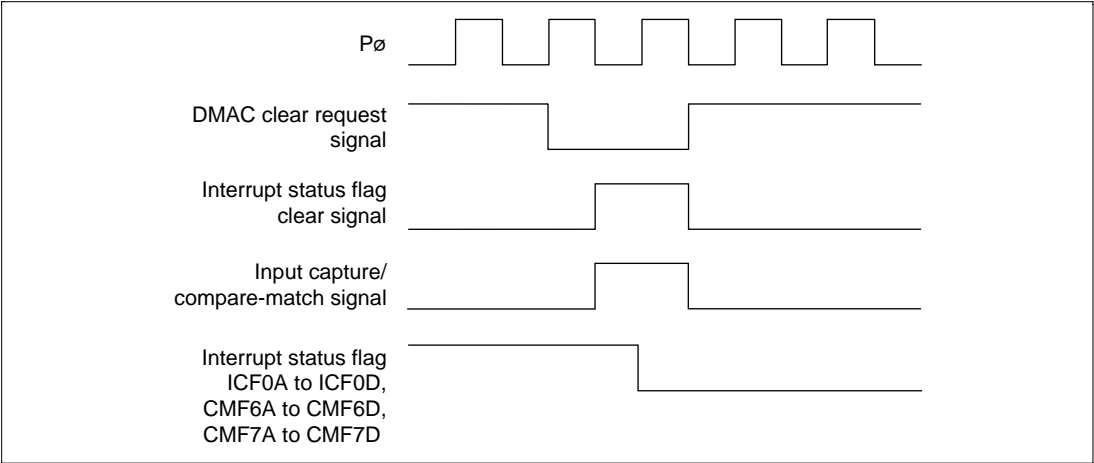 Pø
DMAC clear request
signal
Interrupt status flag
clear signal
Input capture/
compare-match signal
Interrupt status flag
ICF0A to ICF0D,
CMF6A to CMF6D,
CMF7A to CMF7D